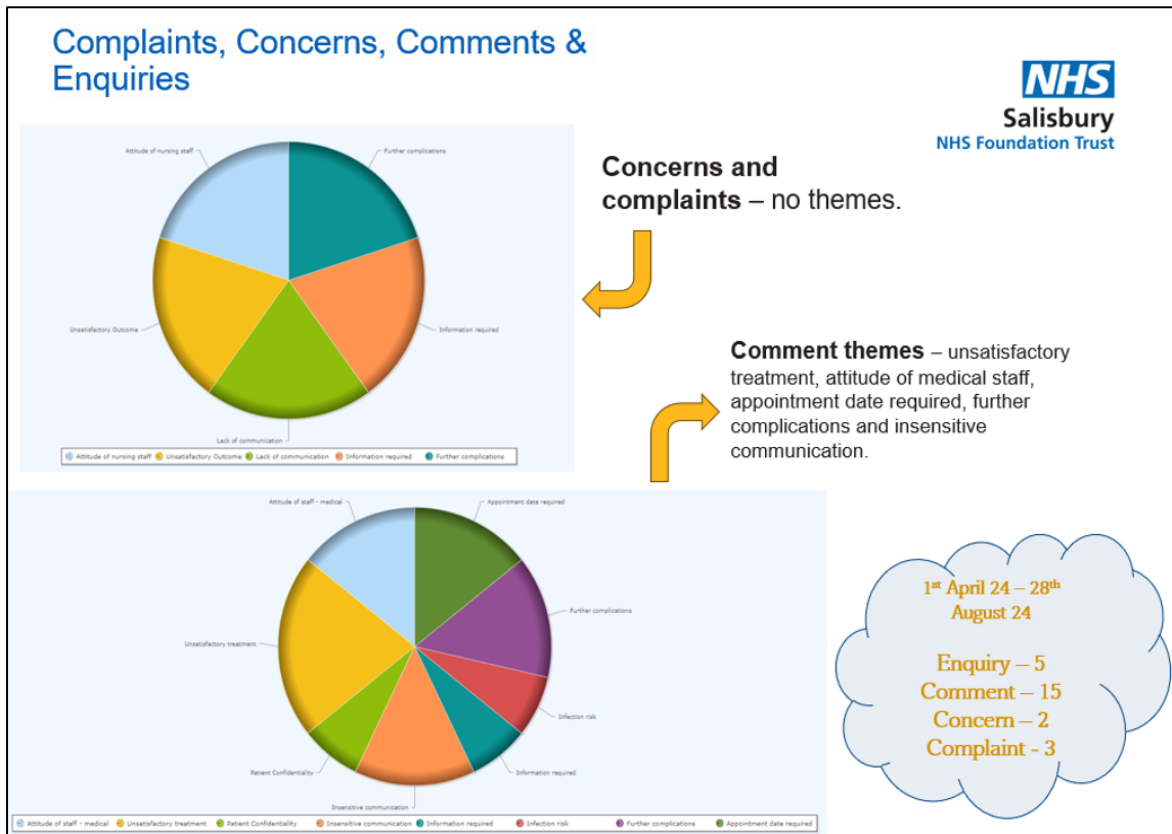 Complaints, Concerns, Comments &
Enquiries
NHS
Salisbury
NHS Foundation Trust
Attitude of nursing staff
Further complications
Unsatisfactory Outcome
Information required
Lack of communication
Attitude of nursing staff Unsatisfactory Outcome Lack of communication Information required Further complications
Concerns and
complaints – no themes.
Comment themes – unsatisfactory
treatment, attitude of medical staff,
appointment date required, further
complications and insensitive
communication.
Attitude of staff - medical
Appointment date required
Further complications
Unsatisfactory treatment
Infection risk
Patient Confidentiality
Information required
Insensitive communication
Attitude of staff - medical Unsatisfactory treatment Patient Confidentiality Insensitive communication Information required Infection risk Further complications Appointment date required
1st April 24 – 28th
August 24
Enquiry – 5
Comment – 15
Concern – 2
Complaint - 3